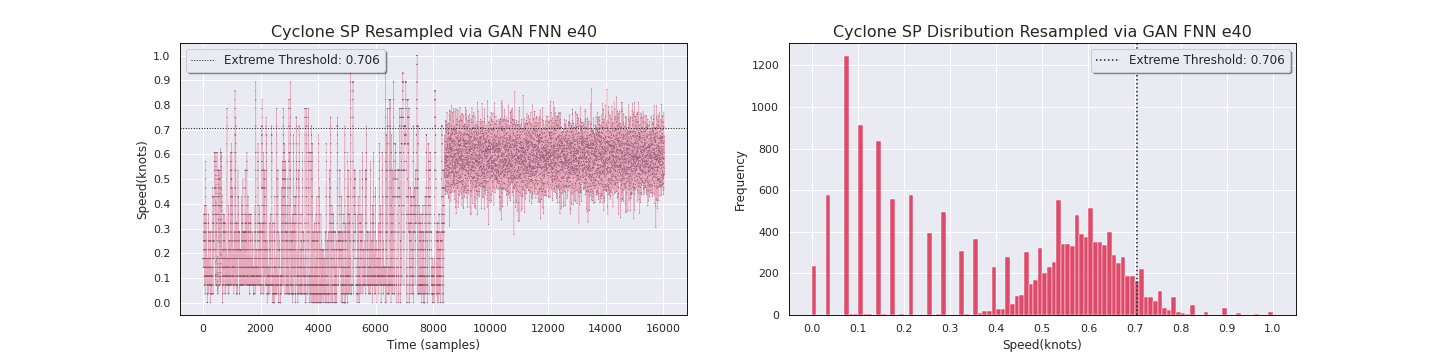 Cyclone SP Resampled via GAN FNN e40
Extreme Threshold: 0.706
1.0
0.9
0.8
0.7
0.6
0.5
0.4
0.3
0.2
0.1
0.0
Speed(knots)
0 2000 4000 6000 8000 10000 12000 14000 16000
Time (samples)
Cyclone SP Disribution Resampled via GAN FNN e40
Extreme Threshold: 0.706
1200
1000
800
600
400
200
0
Frequency
0.0 0.1 0.2 0.3 0.4 0.5 0.6 0.7 0.8 0.9 1.0
Speed(knots)